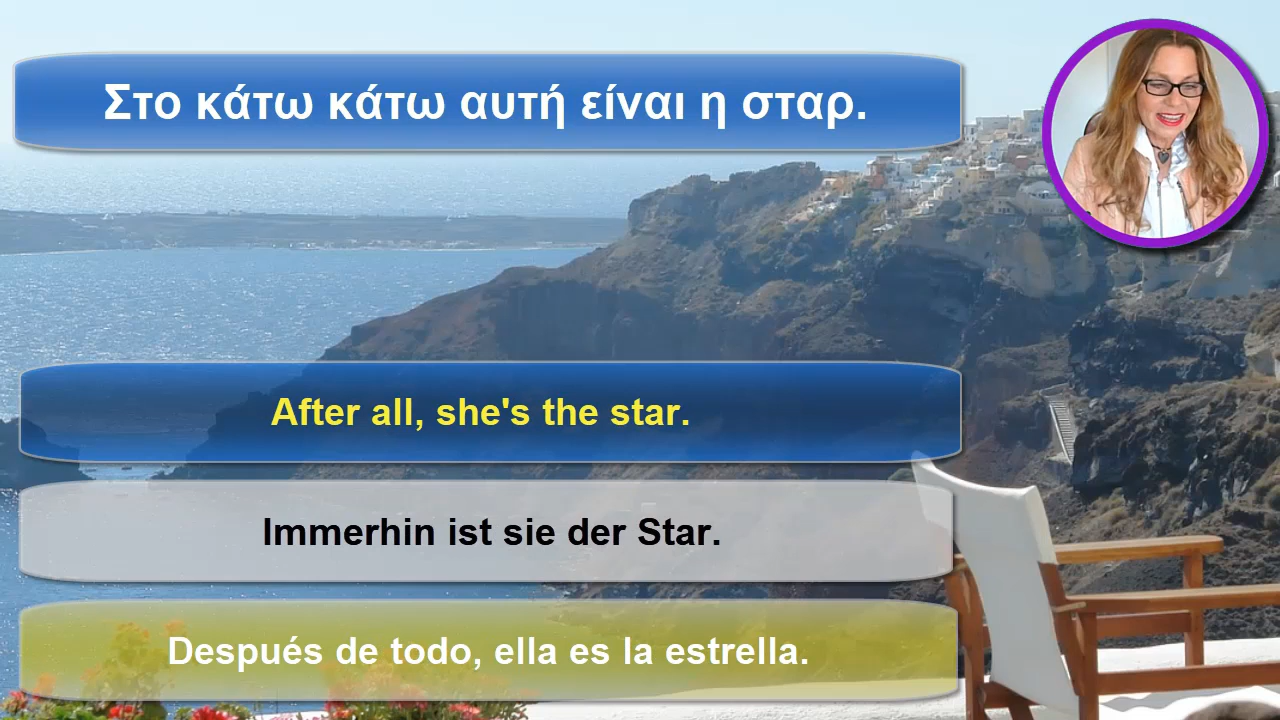 Στο κάτω κάτω αυτή είναι η σταρ.
After all, she's the star.
Immerhin ist sie der Star.
Después de todo, ella es la estrella.